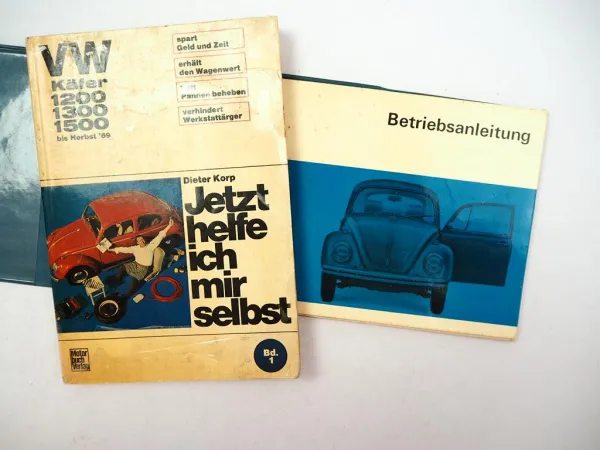 VW
Käfer
1200
1300
1500
bis Herbst '69
spart
Geld und Zeit
erhält
den Wagenwert
Pannen beheben
verhindert
Werkstattärger
Dieter Korp
Jetzt
helfe
ich
mir
selbst
Bd.
1
Motor
buch
Verlag
Betriebsanleitung